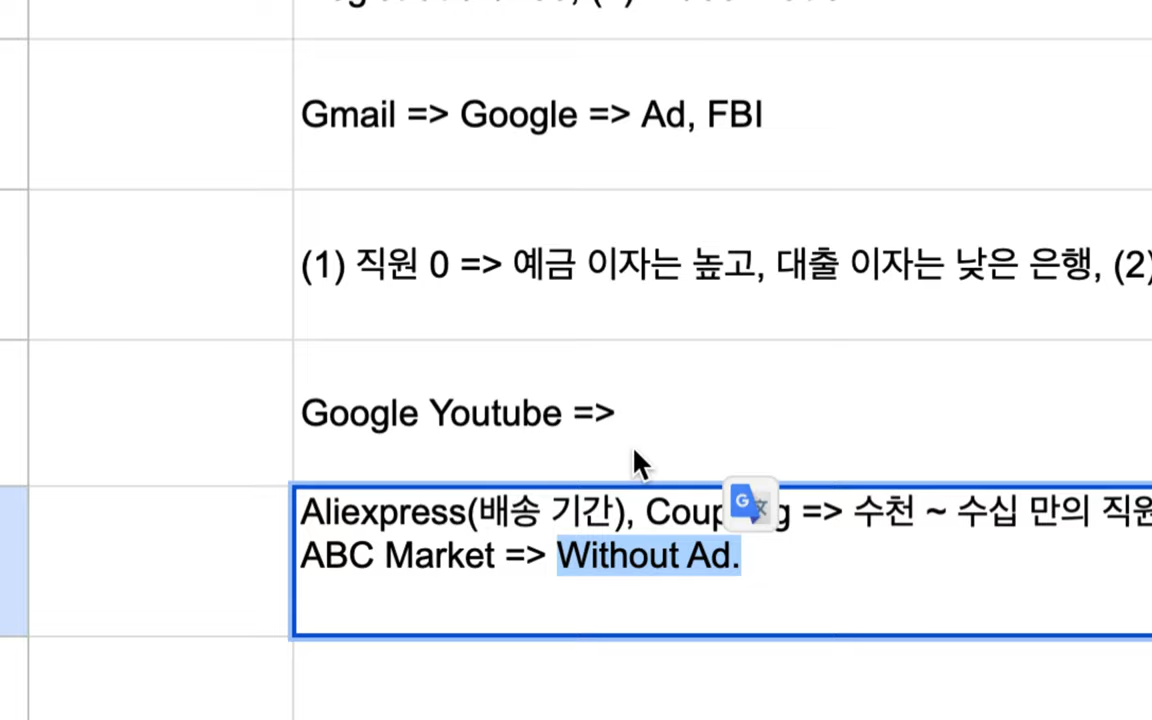 Gmail => Google => Ad, FBI
(1) 직원 0 => 예금 이자는 높고, 대출 이자는 낮은 은행, (2)
Google Youtube =>
Aliexpress(배송 기간), Coupang => 수천 ~ 수십 만의 직원
ABC Market => Without Ad.